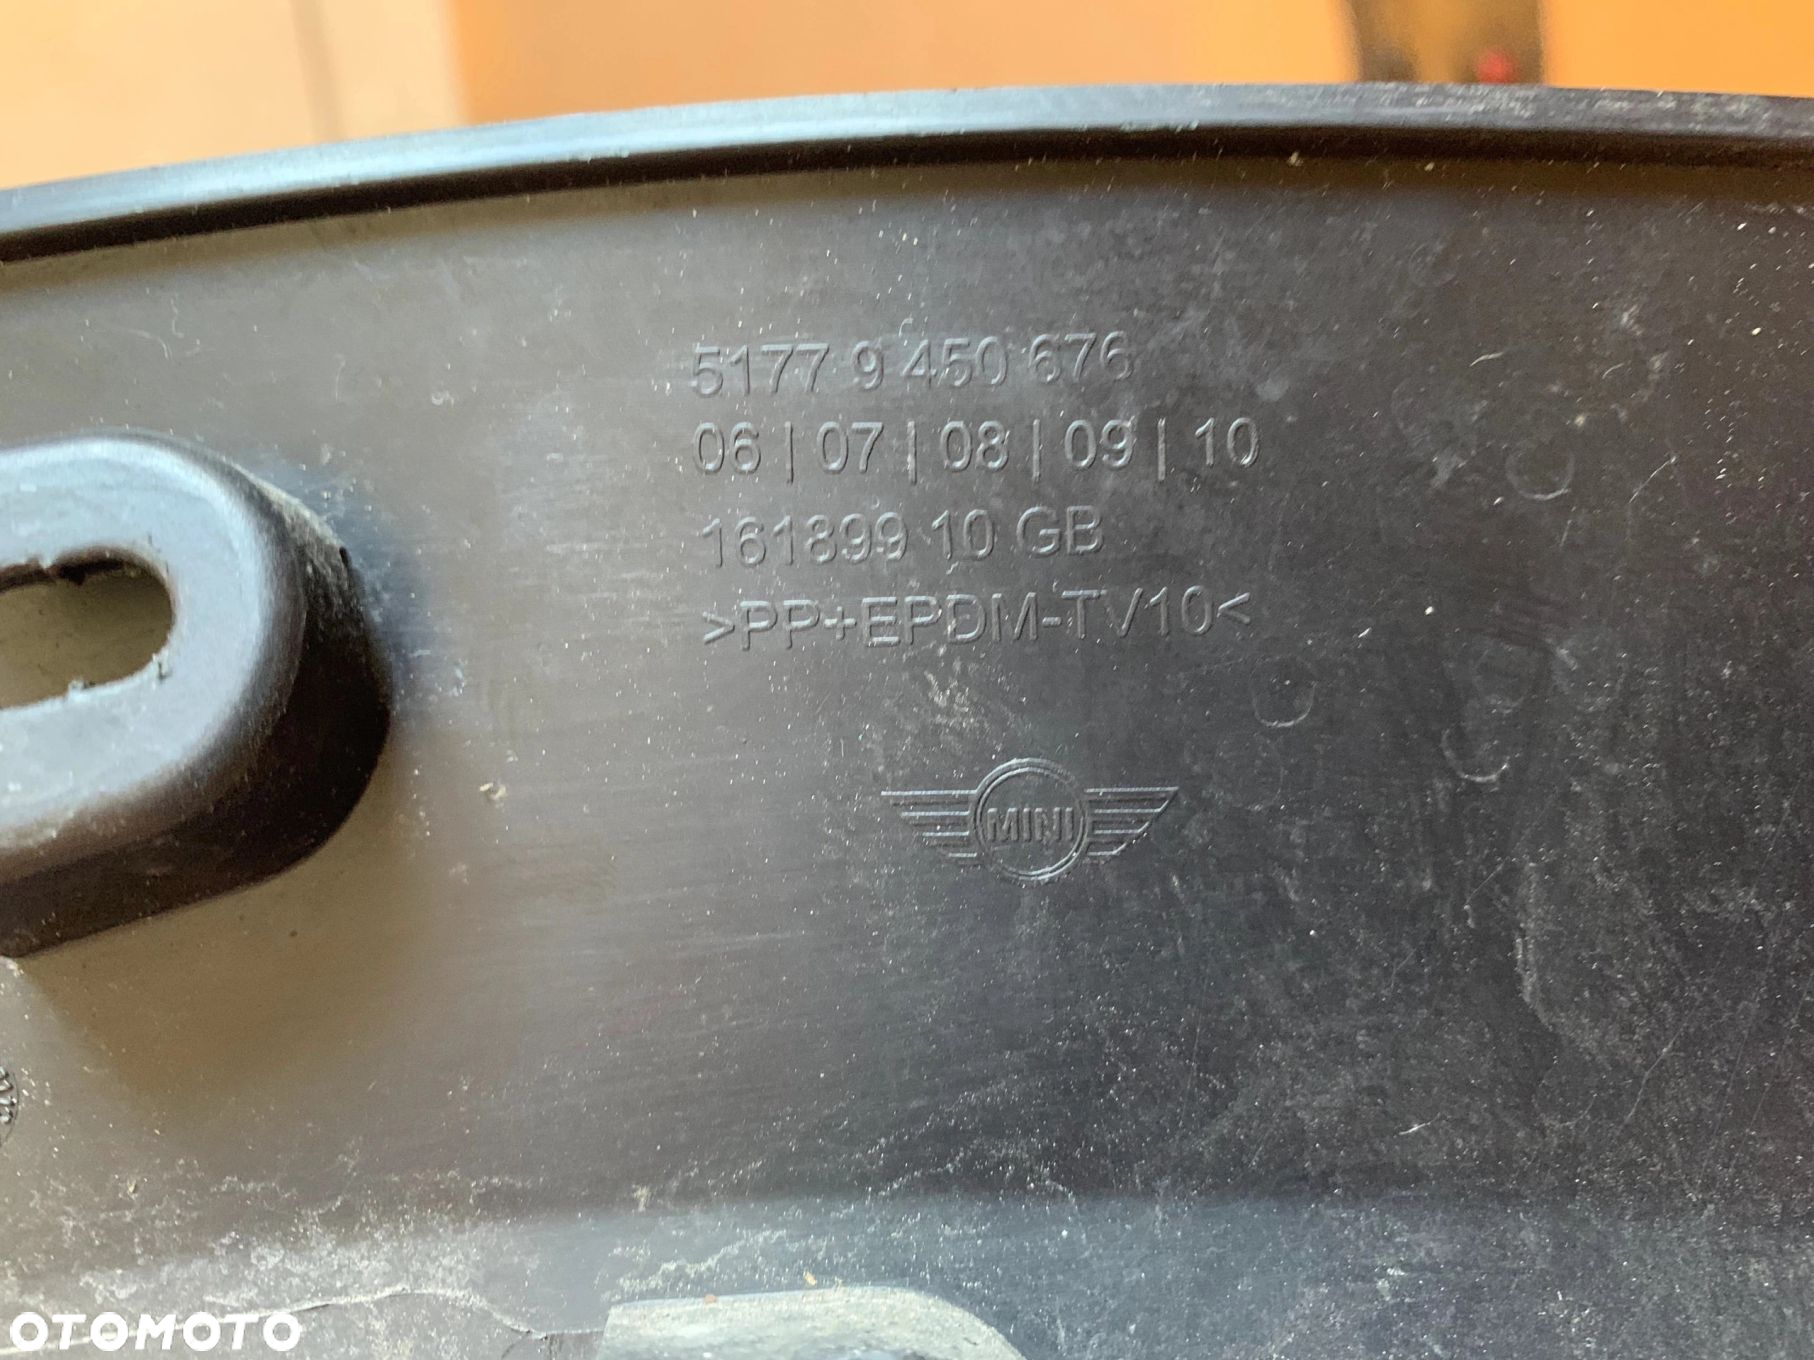 5177 9 450 676
06 | 07 | 08 | 09 | 10
161899 10 GB
>PP+EPDM-TV10<
MINI
OTOMOTO